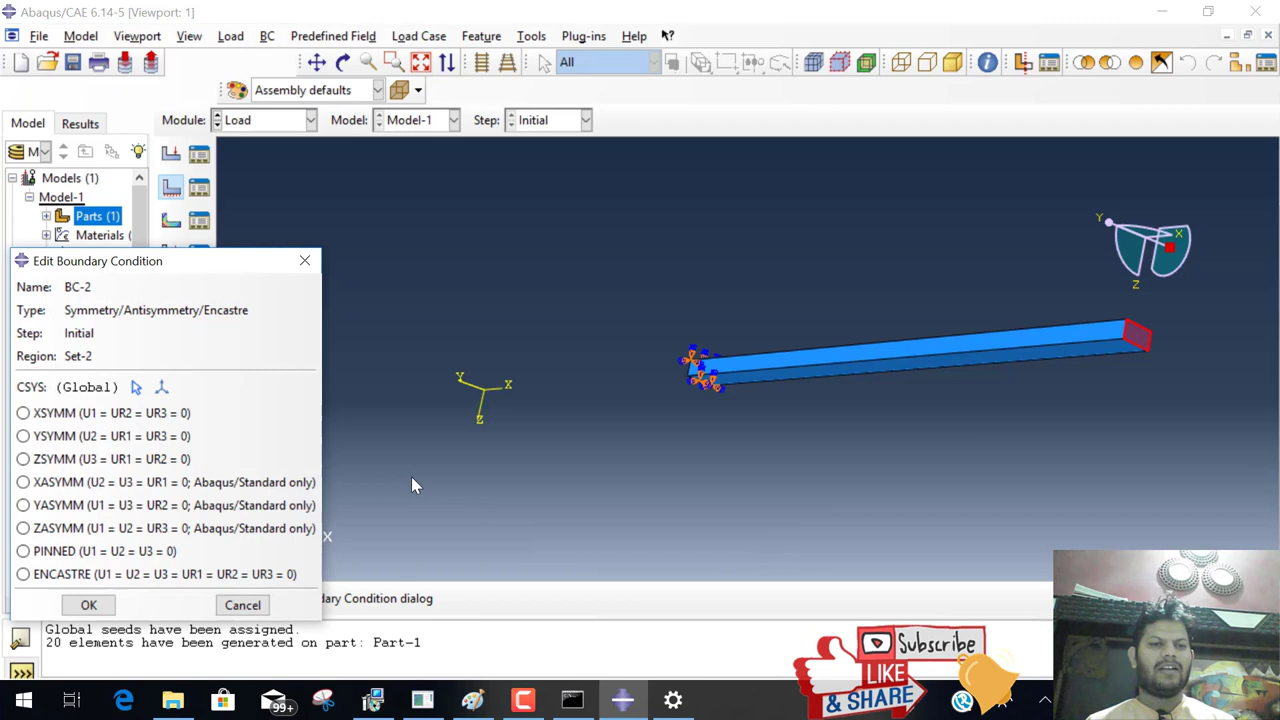 Abaqus/CAE 6.14-5 [Viewport: 1]
File Model Viewport View Load BC Predefined Field Load Case Feature Tools Plug-ins Help
All
Assembly defaults
Model Results Module: Load Model: Model-1 Step: Initial
M
Models (1)
Model-1
Parts (1)
Materials (
Edit Boundary Condition
Name: BC-2
Type: Symmetry/Antisymmetry/Encastre
Step: Initial
Region: Set-2
CSYS: (Global)
XSYMM (U1 = UR2 = UR3 = 0)
YSYMM (U2 = UR1 = UR3 = 0)
ZSYMM (U3 = UR1 = UR2 = 0)
XASYMM (U2 = U3 = UR1 = 0; Abaqus/Standard only)
YASYMM (U1 = U3 = UR2 = 0; Abaqus/Standard only)
ZASYMM (U1 = U2 = UR3 = 0; Abaqus/Standard only)
PINNED (U1 = U2 = U3 = 0)
ENCASTRE (U1 = U2 = U3 = UR1 = UR2 = UR3 = 0)
OK Cancel
Y X
Z
Y X
Z
X
dary Condition dialog
Global seeds have been assigned.
20 elements have been generated on part: Part-1
>>>
Subscribe
LIKE
& SHARE
99+